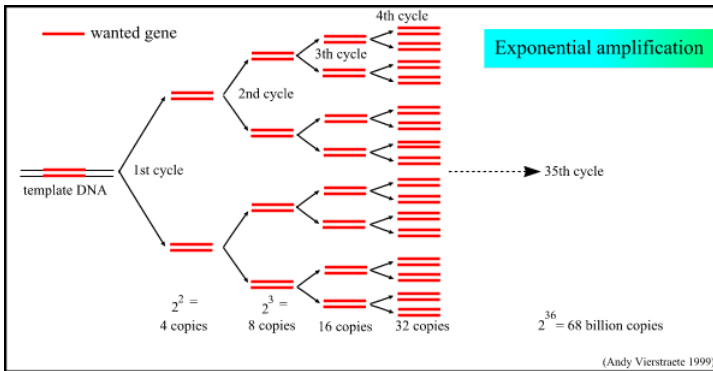 wanted gene
4th cycle
Exponential amplification
3th cycle
2nd cycle
1st cycle
35th cycle
template DNA
2² =
4 copies
2³ =
8 copies
16 copies
32 copies
2³⁶ = 68 billion copies
(Andy Vierstraete 1999)